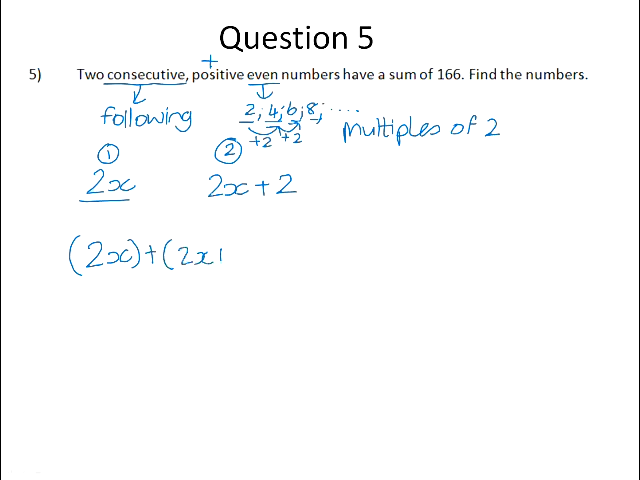 Question 5
5) Two consecutive, positive even numbers have a sum of 166. Find the numbers.
+
following 2; 4; 6; 8; .... multiples of 2
+2 +2
1 2
2x 2x + 2
(2x) + (2x